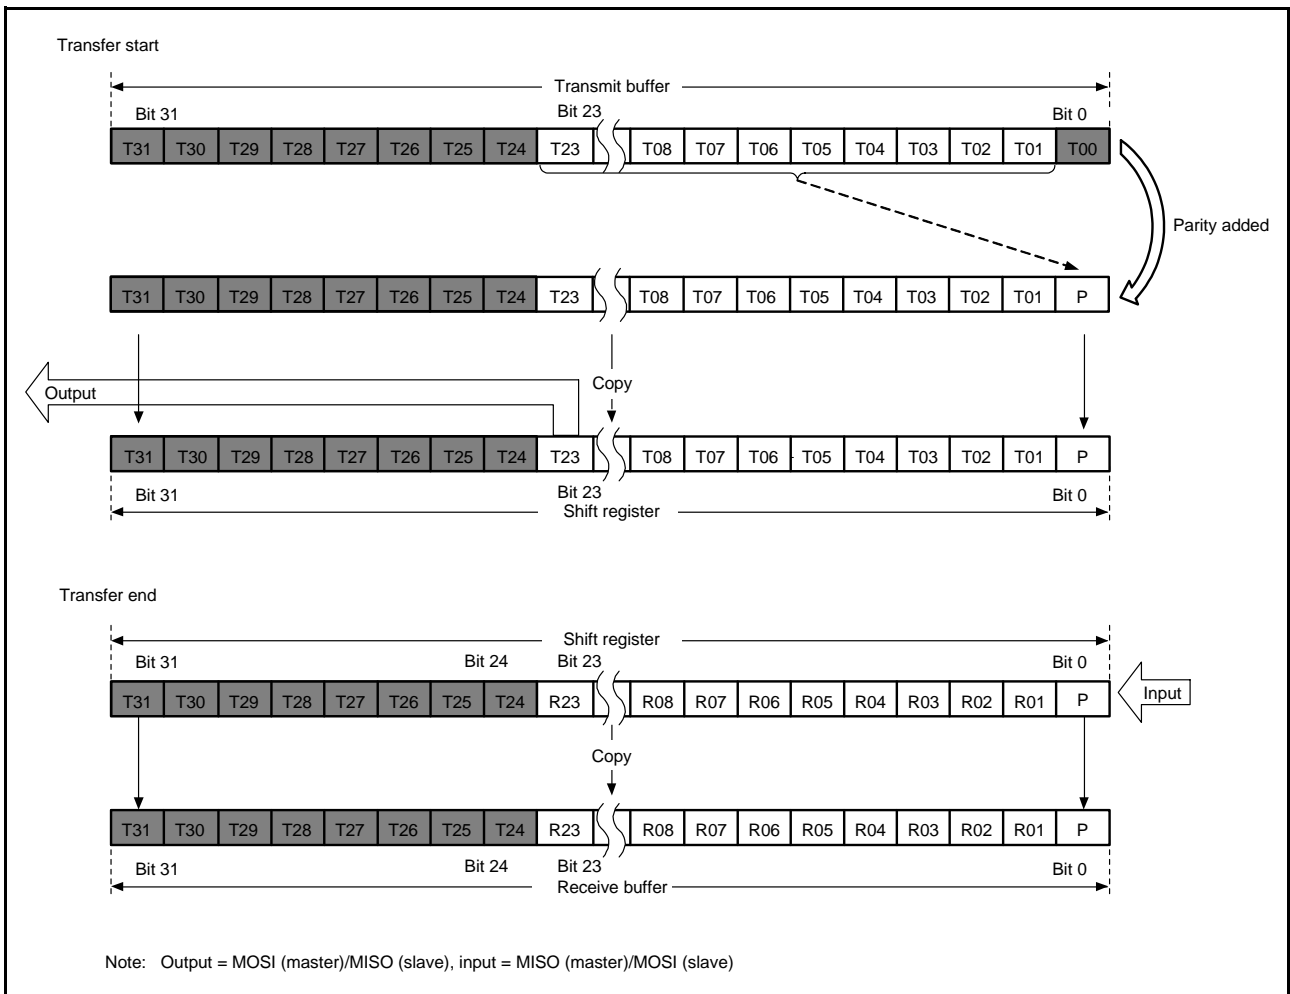 Transfer start
Transmit buffer
Bit 31 Bit 23 Bit 0
T31 T30 T29 T28 T27 T26 T25 T24 T23 T08 T07 T06 T05 T04 T03 T02 T01 T00
Parity added
T31 T30 T29 T28 T27 T26 T25 T24 T23 T08 T07 T06 T05 T04 T03 T02 T01 P
Output Copy
T31 T30 T29 T28 T27 T26 T25 T24 T23 T08 T07 T06 T05 T04 T03 T02 T01 P
Bit 31 Bit 23 Bit 0
Shift register
Transfer end
Shift register
Bit 31 Bit 24 Bit 23 Bit 0
T31 T30 T29 T28 T27 T26 T25 T24 R23 R08 R07 R06 R05 R04 R03 R02 R01 P Input
Copy
T31 T30 T29 T28 T27 T26 T25 T24 R23 R08 R07 R06 R05 R04 R03 R02 R01 P
Bit 31 Bit 24 Bit 23 Bit 0
Receive buffer
Note: Output = MOSI (master)/MISO (slave), input = MISO (master)/MOSI (slave)